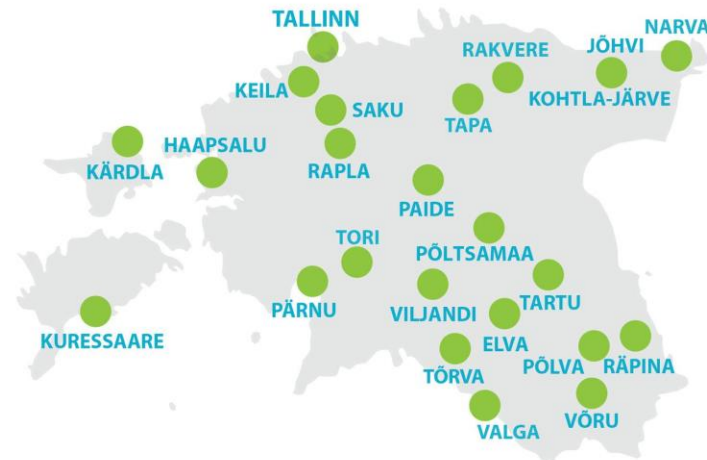 TALLINN
NARVA
JÕHVI
RAKVERE
KEILA
KOHTLA-JÄRVE
SAKU
TAPA
HAAPSALU
KÄRDLA
RAPLA
PAIDE
TORI
PÕLTSAMAA
TARTU
PÄRNU
VILJANDI
ELVA
KURESSAARE
PÕLVA
RÄPINA
TÕRVA
VÕRU
VALGA